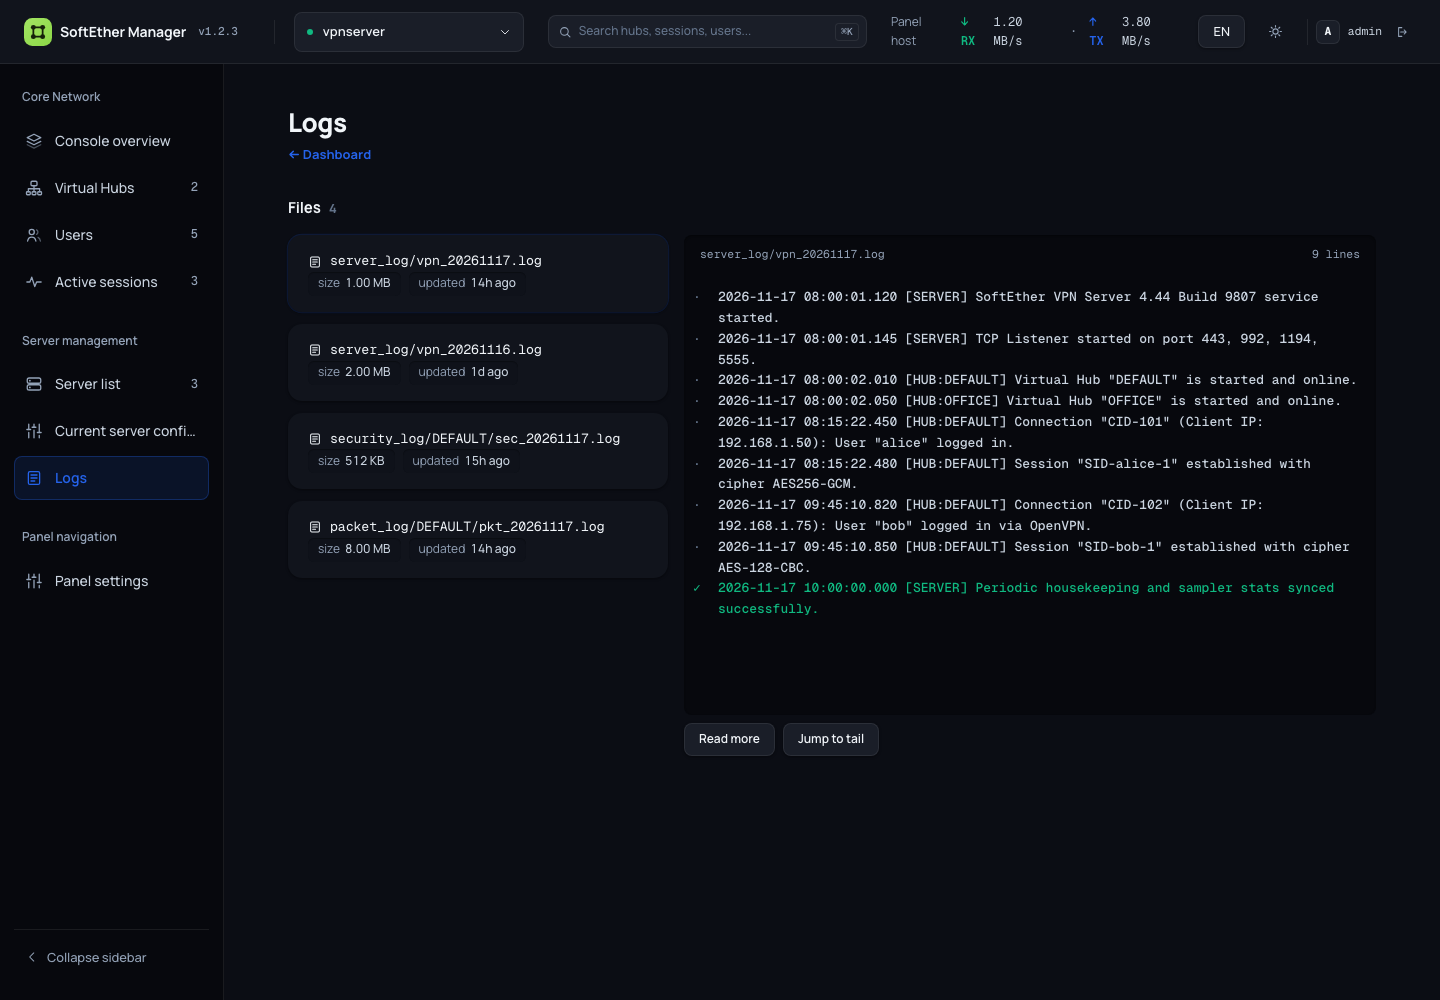 SoftEther Manager v1.2.3
vpnserver
Search hubs, sessions, users... ⌘K
Panel host
↓ RX
1.20 MB/s
·
↑ TX
3.80 MB/s
EN
A admin
Core Network
Console overview
Virtual Hubs 2
Users 5
Active sessions 3
Server management
Server list 3
Current server confi...
Logs
Panel navigation
Panel settings
Collapse sidebar
Logs
← Dashboard
Files 4
server_log/vpn_20261117.log
size 1.00 MB updated 14h ago
server_log/vpn_20261116.log
size 2.00 MB updated 1d ago
security_log/DEFAULT/sec_20261117.log
size 512 KB updated 15h ago
packet_log/DEFAULT/pkt_20261117.log
size 8.00 MB updated 14h ago
server_log/vpn_20261117.log 9 lines
· 2026-11-17 08:00:01.120 [SERVER] SoftEther VPN Server 4.44 Build 9807 service
started.
· 2026-11-17 08:00:01.145 [SERVER] TCP Listener started on port 443, 992, 1194,
5555.
· 2026-11-17 08:00:02.010 [HUB:DEFAULT] Virtual Hub "DEFAULT" is started and online.
· 2026-11-17 08:00:02.050 [HUB:OFFICE] Virtual Hub "OFFICE" is started and online.
· 2026-11-17 08:15:22.450 [HUB:DEFAULT] Connection "CID-101" (Client IP:
192.168.1.50): User "alice" logged in.
· 2026-11-17 08:15:22.480 [HUB:DEFAULT] Session "SID-alice-1" established with
cipher AES256-GCM.
· 2026-11-17 09:45:10.820 [HUB:DEFAULT] Connection "CID-102" (Client IP:
192.168.1.75): User "bob" logged in via OpenVPN.
· 2026-11-17 09:45:10.850 [HUB:DEFAULT] Session "SID-bob-1" established with cipher
AES-128-CBC.
✓ 2026-11-17 10:00:00.000 [SERVER] Periodic housekeeping and sampler stats synced
successfully.
Read more
Jump to tail